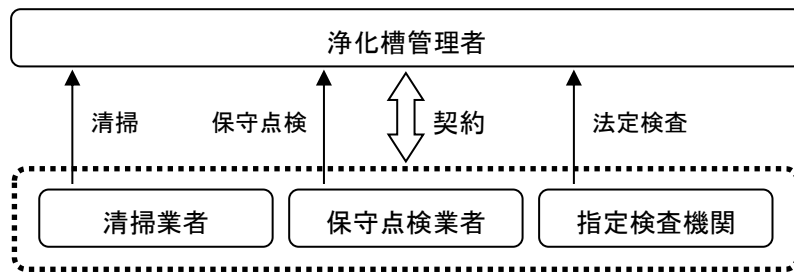 浄化槽管理者
清掃
保守点検
契約
法定検査
清掃業者
保守点検業者
指定検査機関